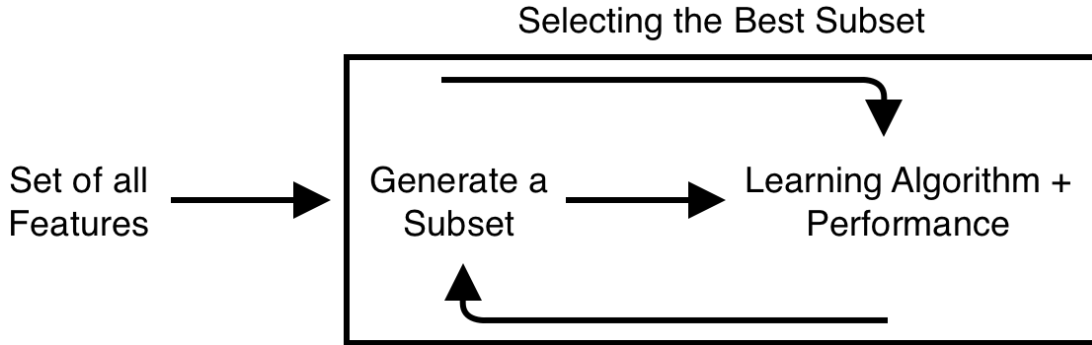 Selecting the Best Subset
Set of all
Features
Generate a
Subset
Learning Algorithm +
Performance